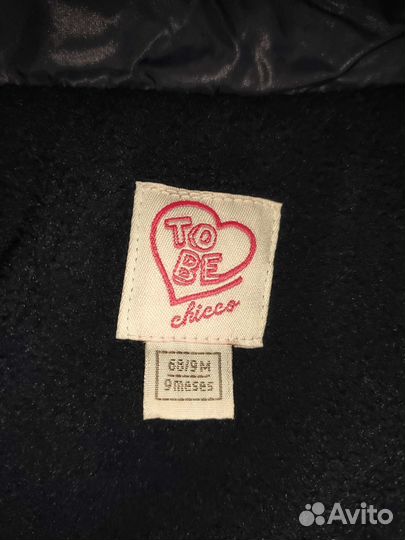 TO
BE
chicco
68/9M
9meses
Avito